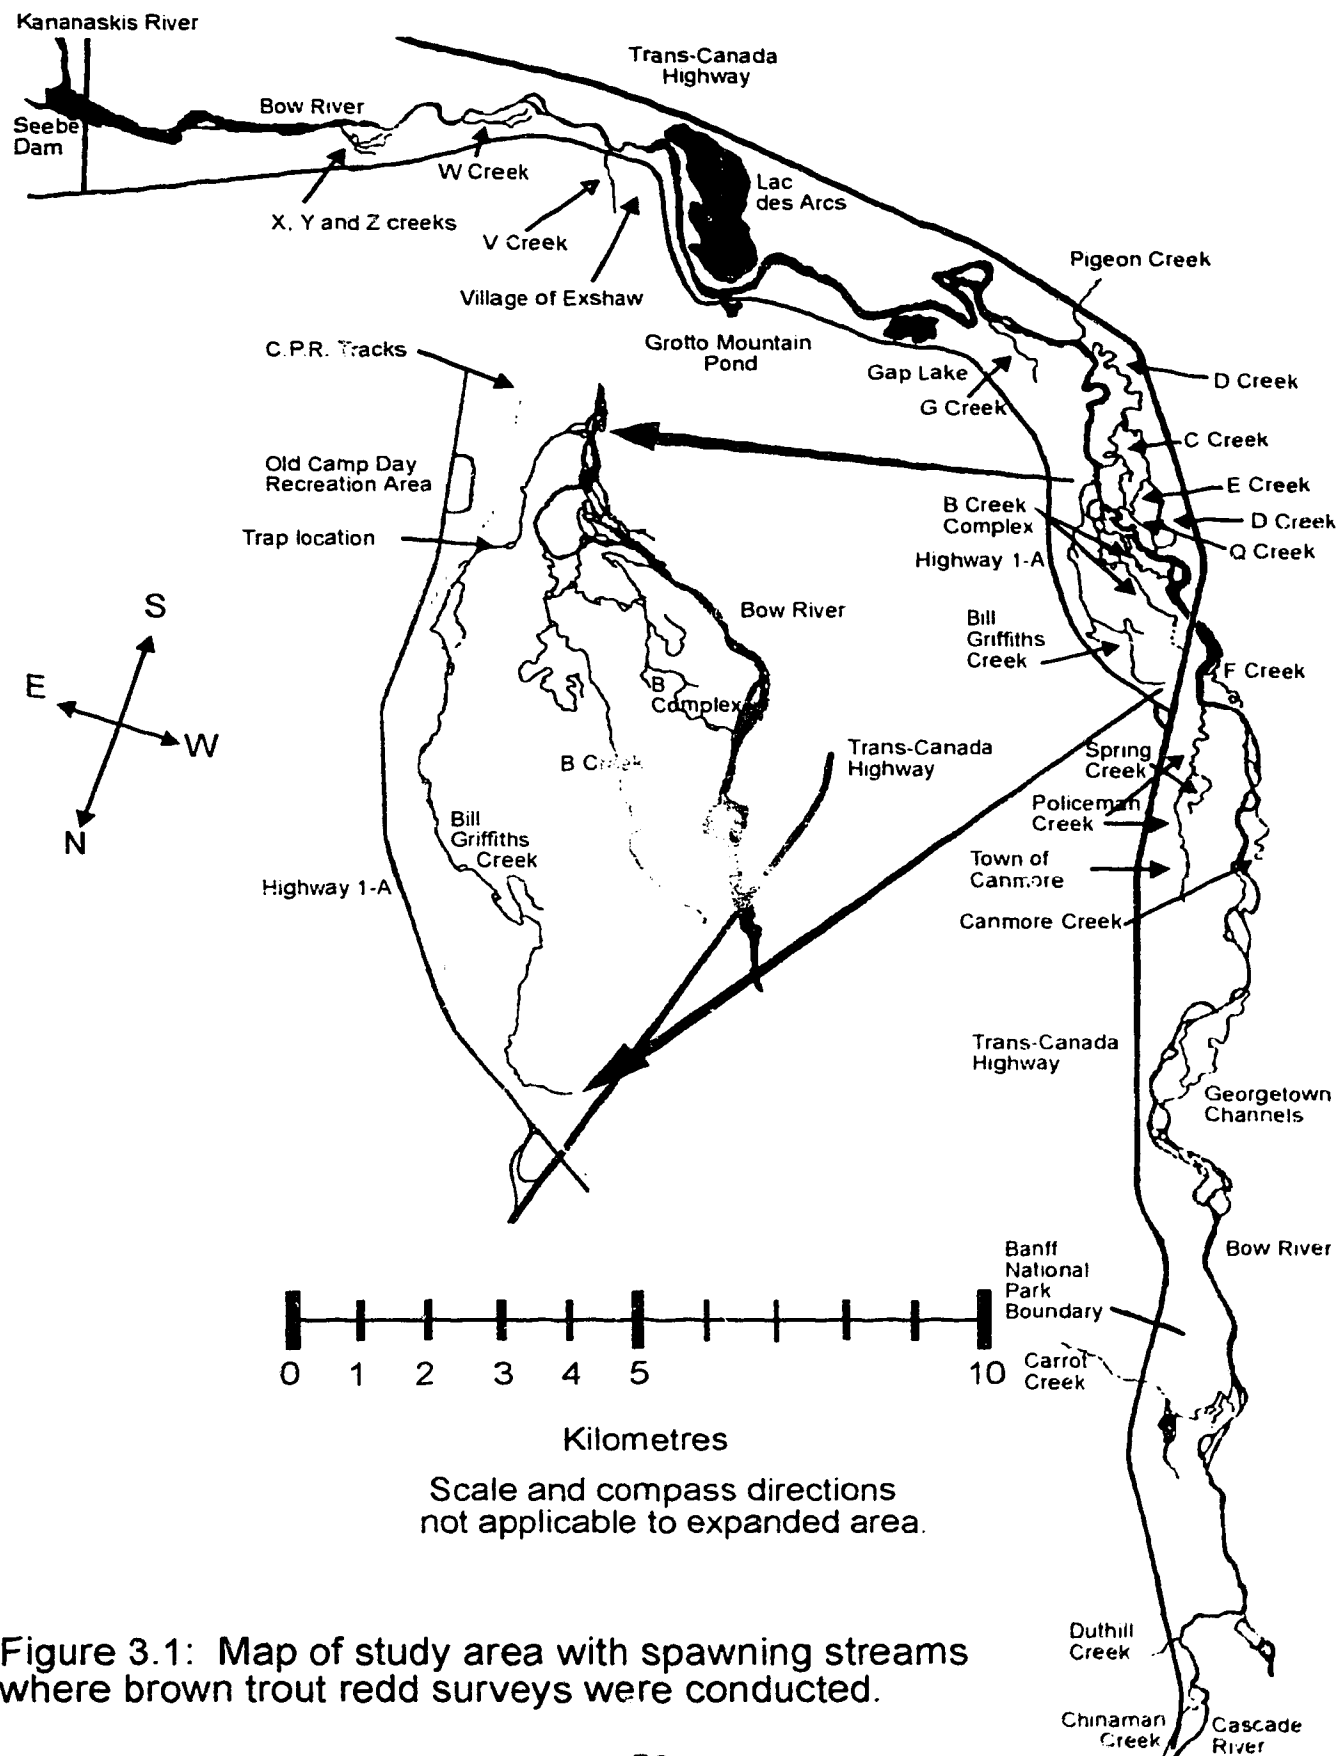 Kananaskis River
Trans-Canada
Highway
Bow River
Seebe
Dam
W Creek
Lac
des Arcs
X, Y and Z creeks
V Creek
Pigeon Creek
Village of Exshaw
C.P.R. Tracks
Grotto Mountain
Pond
Gap Lake
G Creek
D Creek
C Creek
Old Camp Day
Recreation Area
E Creek
B Creek
Complex
D Creek
Trap location
Q Creek
Highway 1-A
S
Bow River
Bill
Griffiths
Creek
E
W
N
B
Complex
F Creek
B Creek
Trans-Canada
Highway
Spring
Creek
Policeman
Creek
Bill
Griffiths
Creek
Town of
Canmore
Highway 1-A
Canmore Creek
Trans-Canada
Highway
Georgetown
Channels
Banff
National
Park
Boundary
Bow River
0 1 2 3 4 5 10
Carrot
Creek
Kilometres
Scale and compass directions
not applicable to expanded area.
Duthill
Creek
Figure 3.1: Map of study area with spawning streams
where brown trout redd surveys were conducted.
Chinaman
Creek
Cascade
River